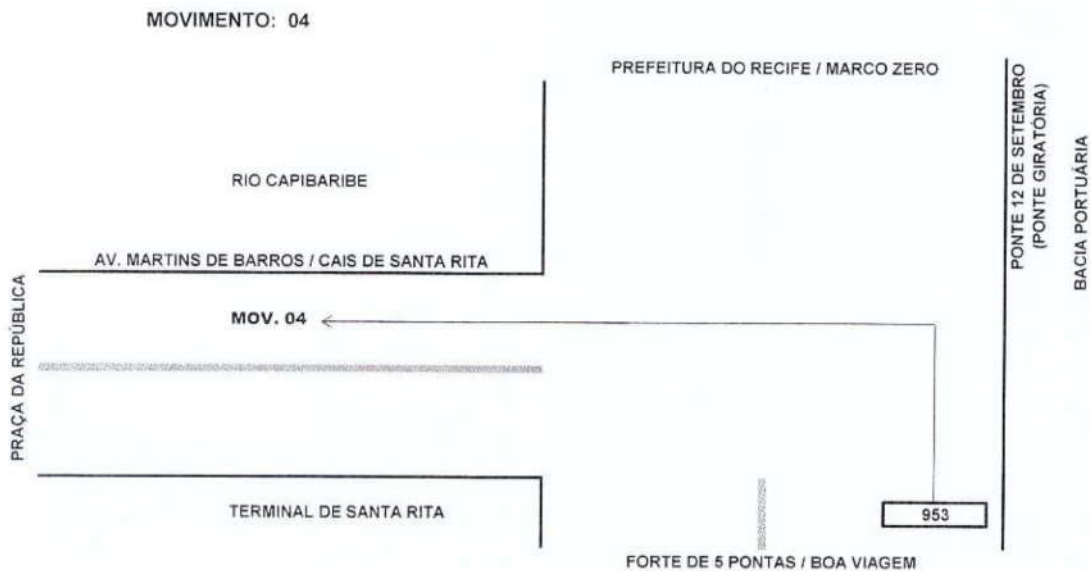 MOVIMENTO: 04
PREFEITURA DO RECIFE / MARCO ZERO
PONTE 12 DE SETEMBRO
(PONTE GIRATÓRIA)
BACIA PORTUÁRIA
RIO CAPIBARIBE
AV. MARTINS DE BARROS / CAIS DE SANTA RITA
PRAÇA DA REPÚBLICA
MOV. 04
TERMINAL DE SANTA RITA
953
FORTE DE 5 PONTAS / BOA VIAGEM